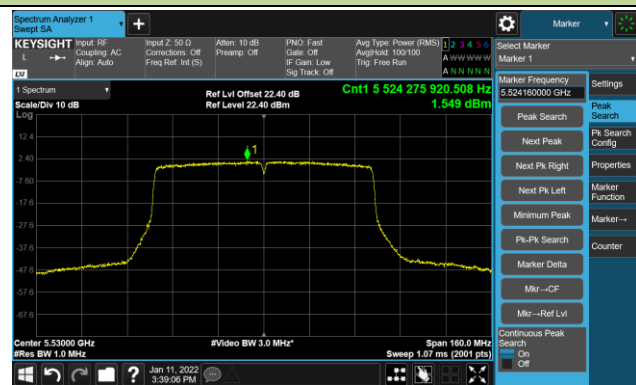 Spectrum Analyzer 1
Swept SA
+
Marker
KEYSIGHT
L
LXI
Input: RF
Coupling: AC
Align: Auto
Input Z: 50 Ω
Corrections: Off
Freq Ref: Int (S)
Atten: 10 dB
Preamp: Off
PNO: Fast
Gate: Off
IF Gain: Low
Sig Track: Off
Avg Type: Power (RMS)
Avg|Hold: 100/100
Trig: Free Run
1 2 3 4 5 6
A W W W W W
A N N N N N
Select Marker
Marker 1
1 Spectrum
Scale/Div 10 dB
Log
Ref Lvl Offset 22.40 dB
Ref Level 22.40 dBm
Cnt1 5 524 275 920.508 Hz
1.549 dBm
12.4
2.40
-7.60
-17.6
-27.6
-37.6
-47.6
-57.6
-67.6
1
Center 5.53000 GHz
#Res BW 1.0 MHz
#Video BW 3.0 MHz*
Span 160.0 MHz
Sweep 1.07 ms (2001 pts)
Marker Frequency
5.524160000 GHz
Peak Search
Next Peak
Next Pk Right
Next Pk Left
Minimum Peak
Pk-Pk Search
Marker Delta
Mkr→CF
Mkr→Ref Lvl
Continuous Peak
Search
On
Off
Settings
Peak
Search
Pk Search
Config
Properties
Marker
Function
Marker→
Counter
?
Jan 11, 2022
3:39:06 PM